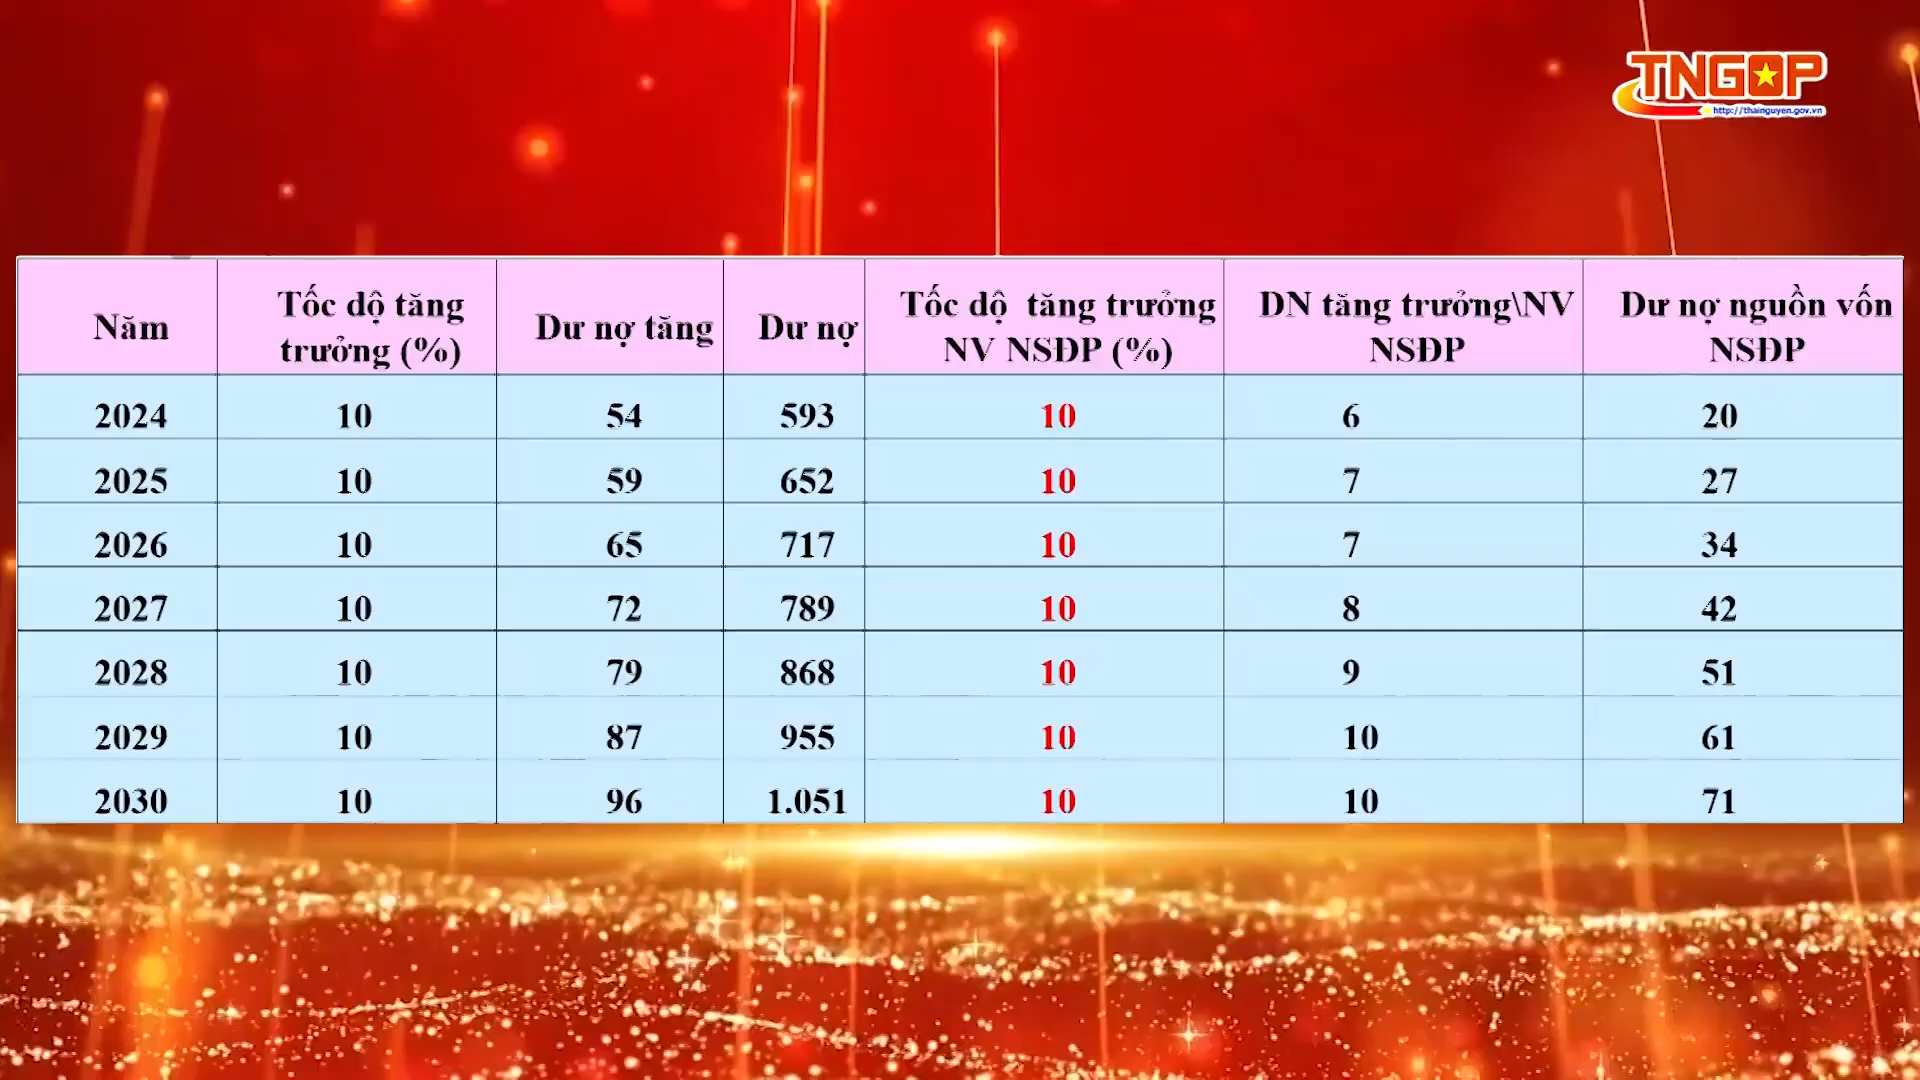 TNGOP
http://thainguyen.gov.vn
Năm | Tốc dộ tăng trưởng (%) | Dư nợ tăng | Dư nợ | Tốc dộ tăng trưởng NV NSĐP (%) | DN tăng trưởng\NV NSĐP | Dư nợ nguồn vốn NSĐP
2024 | 10 | 54 | 593 | 10 | 6 | 20
2025 | 10 | 59 | 652 | 10 | 7 | 27
2026 | 10 | 65 | 717 | 10 | 7 | 34
2027 | 10 | 72 | 789 | 10 | 8 | 42
2028 | 10 | 79 | 868 | 10 | 9 | 51
2029 | 10 | 87 | 955 | 10 | 10 | 61
2030 | 10 | 96 | 1.051 | 10 | 10 | 71